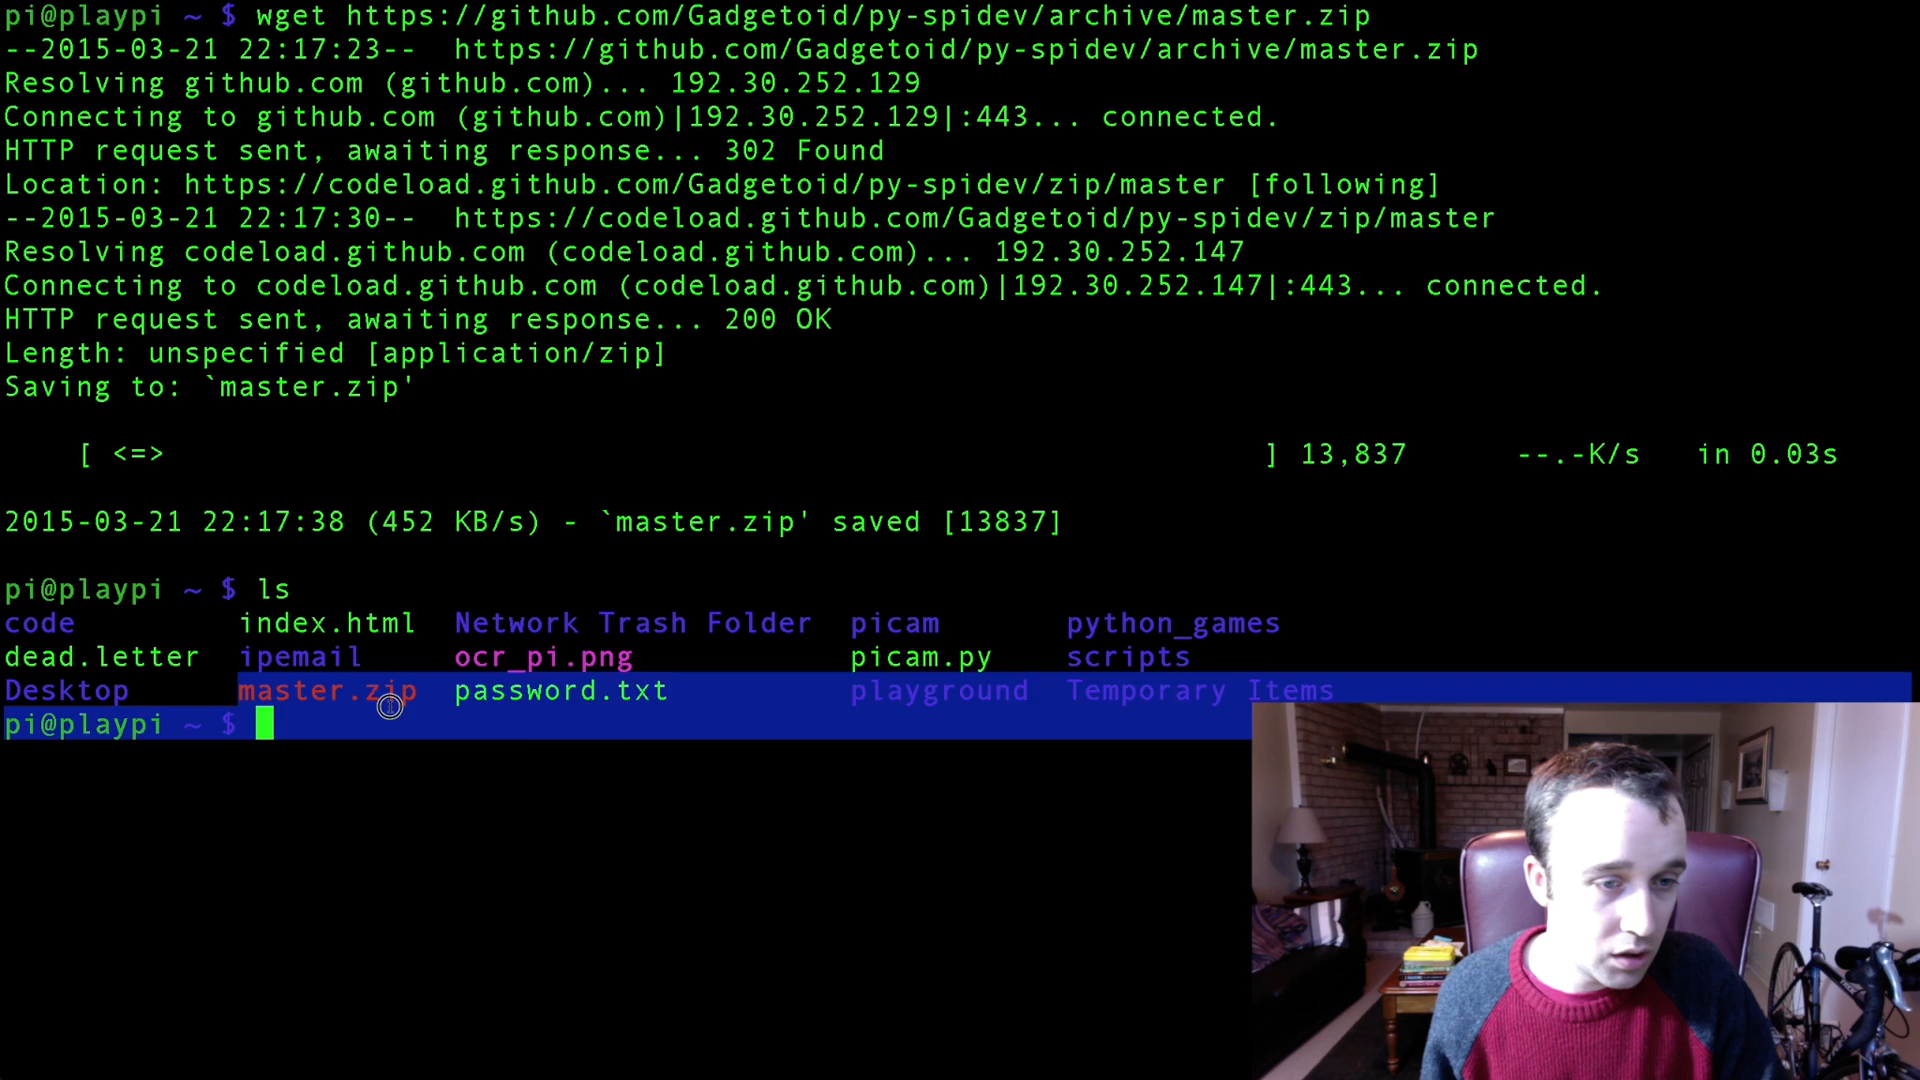 pi@playpi ~ $ wget https://github.com/Gadgetoid/py-spidev/archive/master.zip
--2015-03-21 22:17:23--  https://github.com/Gadgetoid/py-spidev/archive/master.zip
Resolving github.com (github.com)... 192.30.252.129
Connecting to github.com (github.com)|192.30.252.129|:443... connected.
HTTP request sent, awaiting response... 302 Found
Location: https://codeload.github.com/Gadgetoid/py-spidev/zip/master [following]
--2015-03-21 22:17:30--  https://codeload.github.com/Gadgetoid/py-spidev/zip/master
Resolving codeload.github.com (codeload.github.com)... 192.30.252.147
Connecting to codeload.github.com (codeload.github.com)|192.30.252.147|:443... connected.
HTTP request sent, awaiting response... 200 OK
Length: unspecified [application/zip]
Saving to: `master.zip'
[ <=> ] 13,837 --.-K/s in 0.03s
2015-03-21 22:17:38 (452 KB/s) - `master.zip' saved [13837]
pi@playpi ~ $ ls
code index.html Network Trash Folder picam python_games
dead.letter ipemail ocr_pi.png picam.py scripts
Desktop master.zip password.txt playground Temporary Items
pi@playpi ~ $